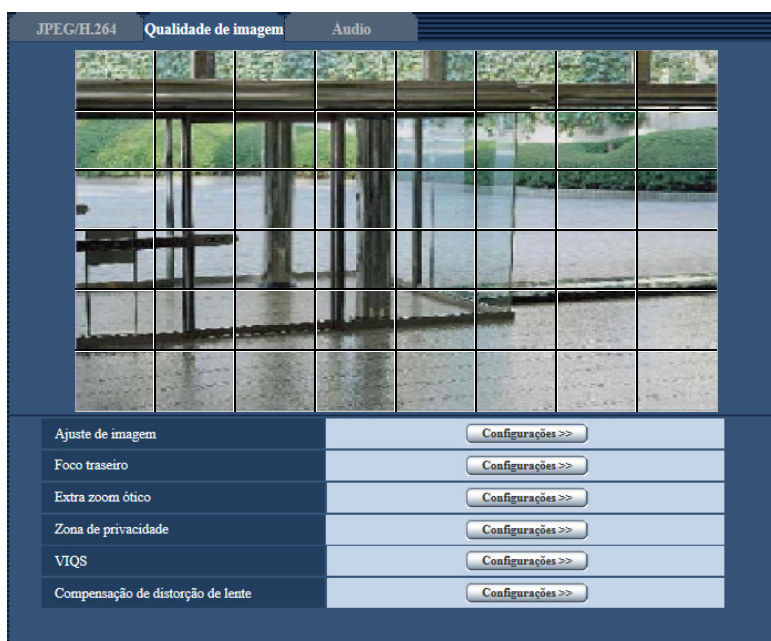 JPEG/H.264 Qualidade de imagem Áudio
Ajuste de imagem Configurações >>
Foco traseiro Configurações >>
Extra zoom ótico Configurações >>
Zona de privacidade Configurações >>
VIQS Configurações >>
Compensação de distorção de lente Configurações >>